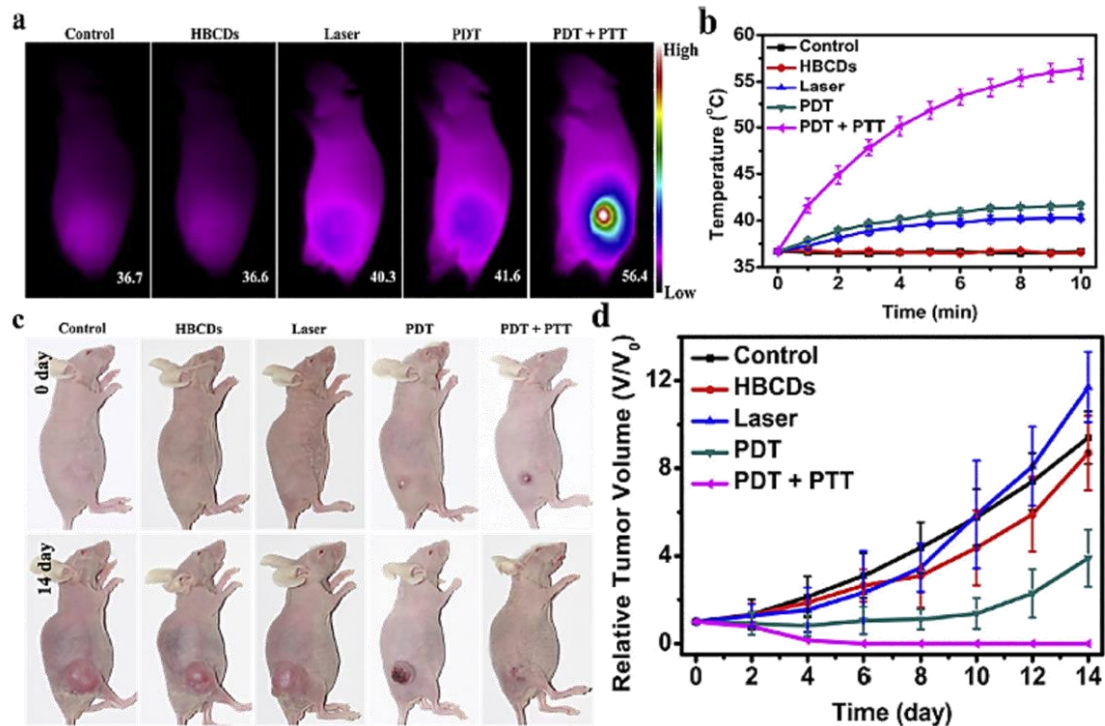 a
Control HBCDs Laser PDT PDT + PTT
High
36.7 36.6 40.3 41.6 56.4
Low
b
60
55
50
45
40
35
Temperature (°C)
Control
HBCDs
Laser
PDT
PDT + PTT
0 2 4 6 8 10
Time (min)
c
Control HBCDs Laser PDT PDT + PTT
0 day
14 day
d
Relative Tumor Volume (V/V₀)
12
8
4
0
Control
HBCDs
Laser
PDT
PDT + PTT
0 2 4 6 8 10 12 14
Time (day)